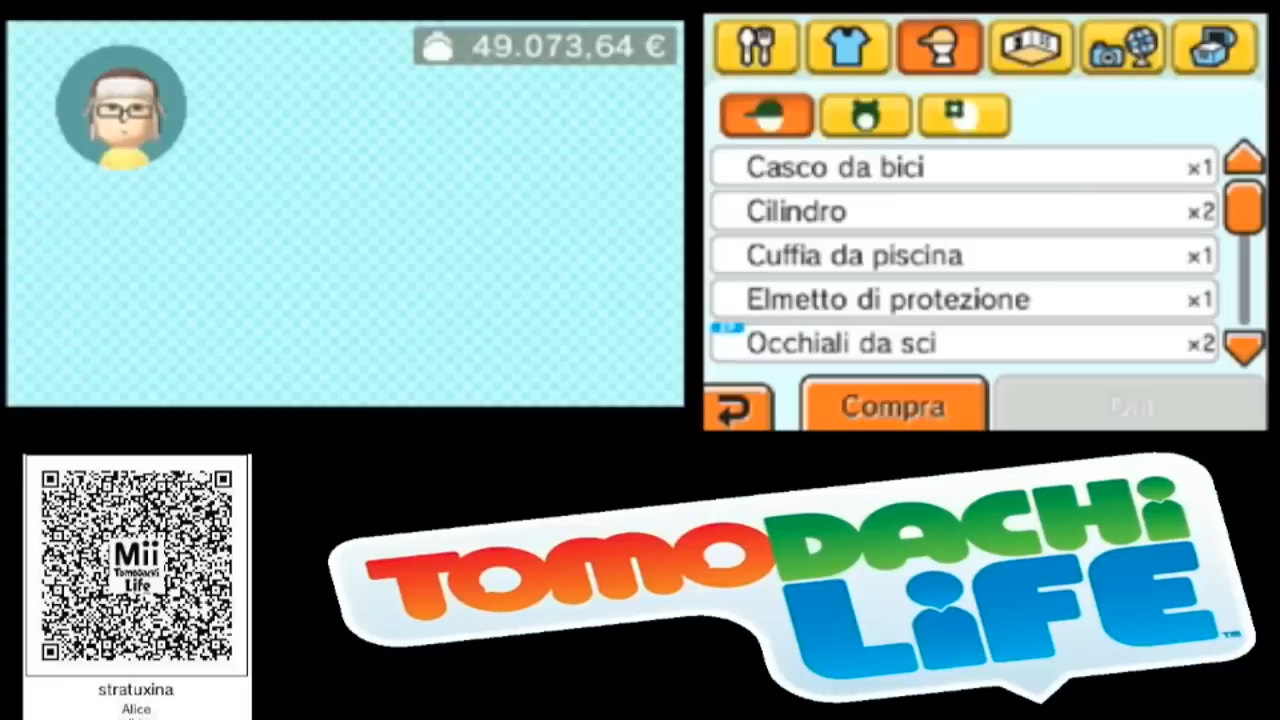 49.073,64 €
Casco da bici ×1
Cilindro ×2
Cuffia da piscina ×1
Elmetto di protezione ×1
Occhiali da sci ×2
Compra
Mii
Tomodachi
Life
TOMODACHi
LiFE™
stratuxina
Alice